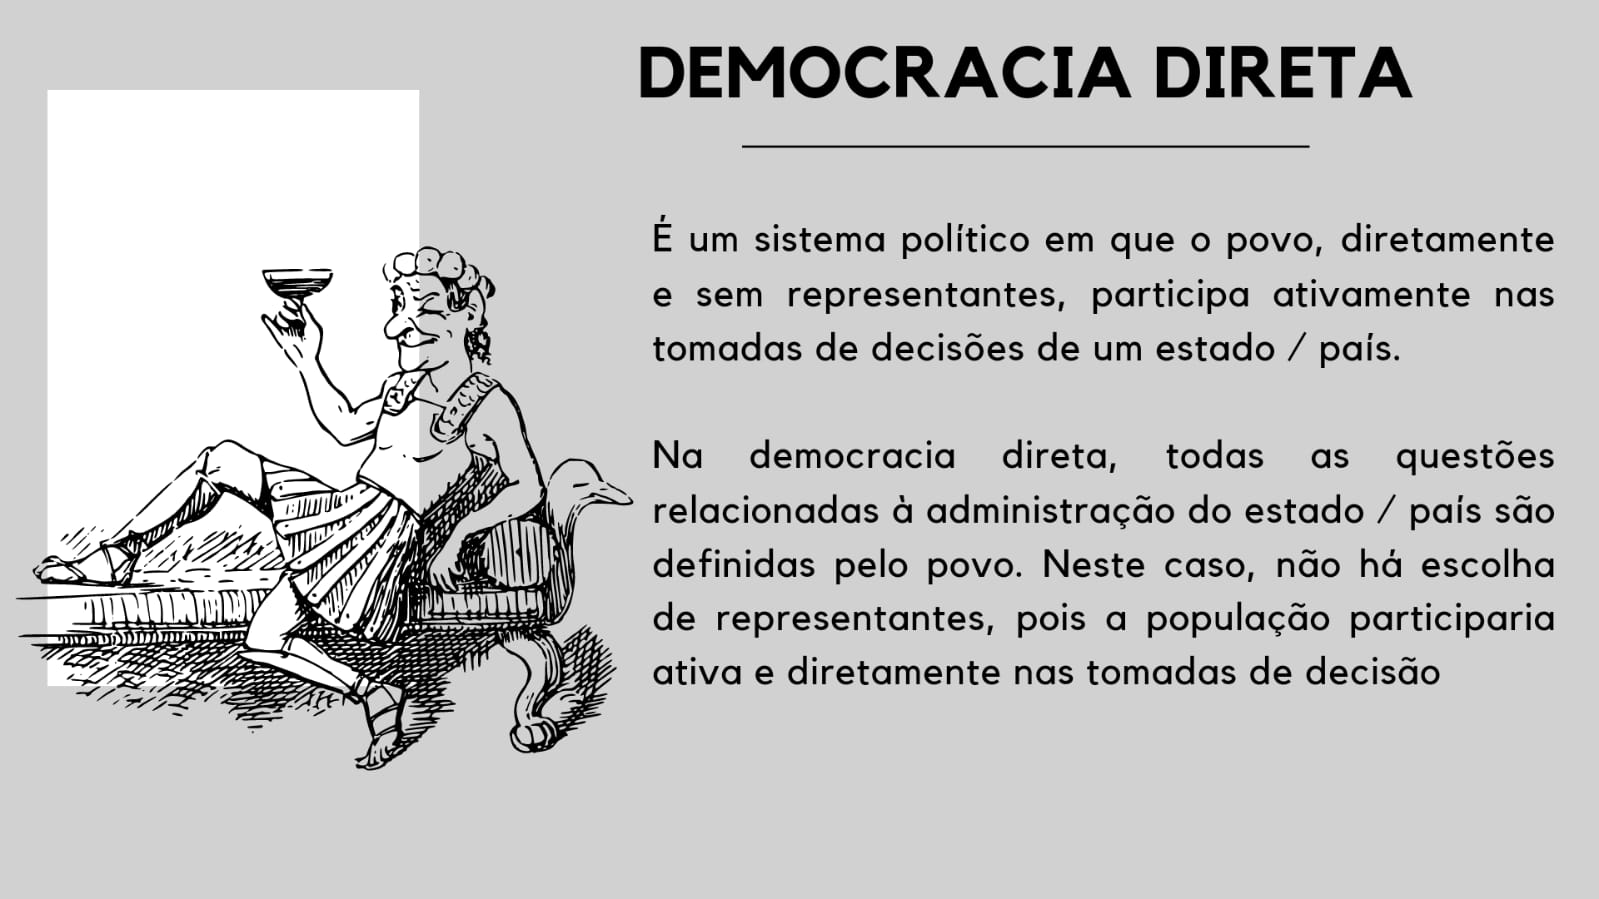 DEMOCRACIA DIRETA
É um sistema político em que o povo, diretamente
e sem representantes, participa ativamente nas
tomadas de decisões de um estado / país.
Na democracia direta, todas as questões
relacionadas à administração do estado / país são
definidas pelo povo. Neste caso, não há escolha
de representantes, pois a população participaria
ativa e diretamente nas tomadas de decisão